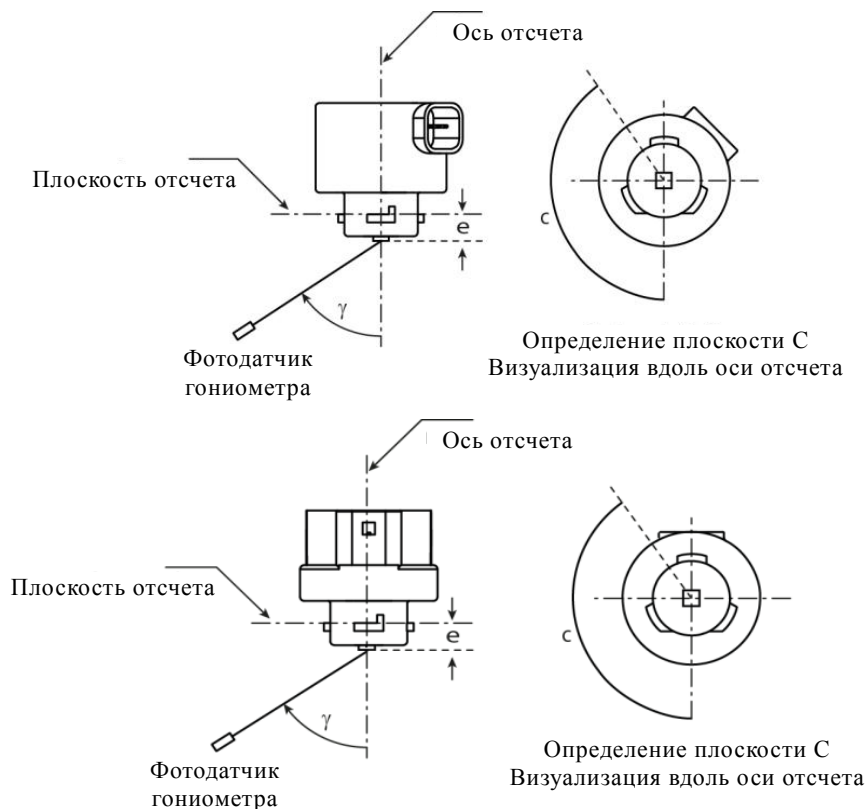 Ось отсчета
Плоскость отсчета
e
c
γ
Фотодатчик
гониометра
Определение плоскости С
Визуализация вдоль оси отсчета
Ось отсчета
Плоскость отсчета
e
c
γ
Фотодатчик
гониометра
Определение плоскости С
Визуализация вдоль оси отсчета